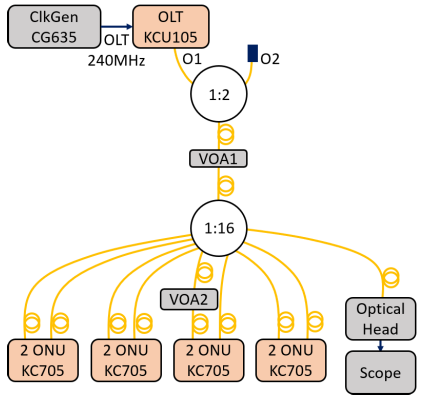 ClkGen
CG635
OLT
KCU105
OLT
240MHz
O1
O2
1:2
VOA1
1:16
VOA2
2 ONU
KC705
2 ONU
KC705
2 ONU
KC705
2 ONU
KC705
Optical
Head
Scope